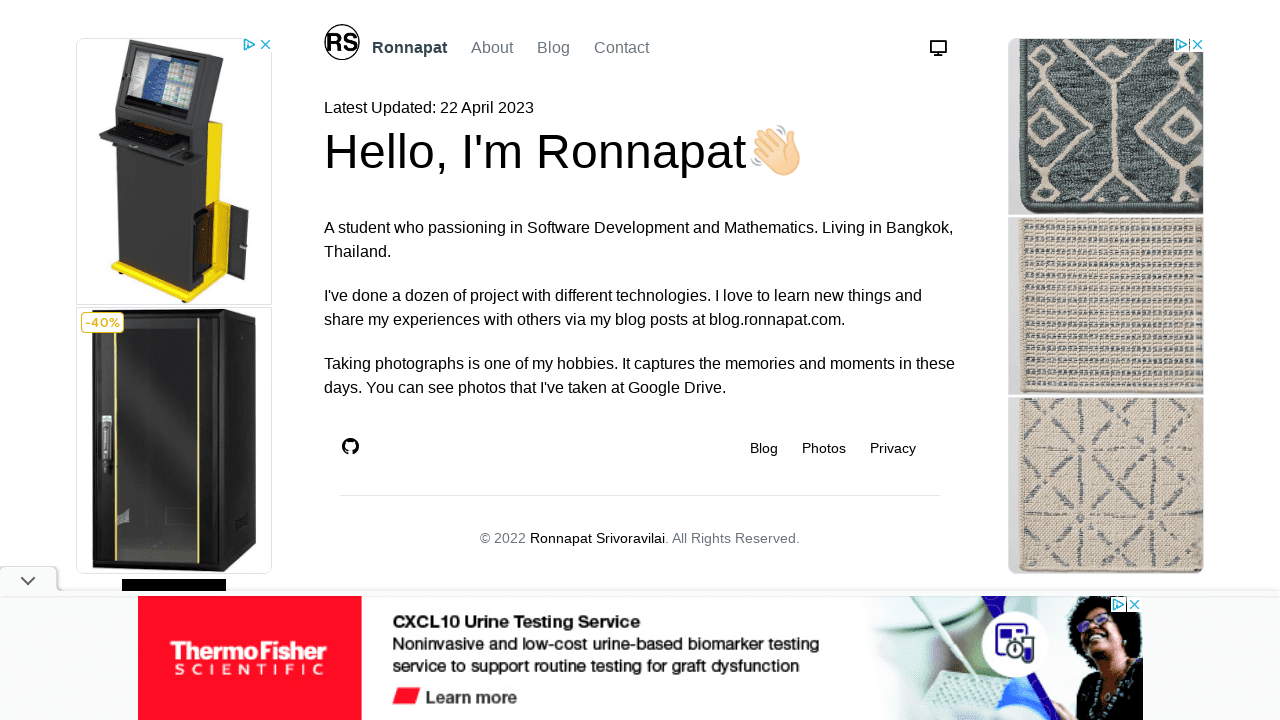 RS
Ronnapat
About
Blog
Contact
Latest Updated: 22 April 2023
Hello, I'm Ronnapat👋🏻
A student who passioning in Software Development and Mathematics. Living in Bangkok,
Thailand.
I've done a dozen of project with different technologies. I love to learn new things and
share my experiences with others via my blog posts at blog.ronnapat.com.
Taking photographs is one of my hobbies. It captures the memories and moments in these
days. You can see photos that I've taken at Google Drive.
Blog
Photos
Privacy
© 2022 Ronnapat Srivoravilai. All Rights Reserved.
-40%
ThermoFisher
SCIENTIFIC
CXCL10 Urine Testing Service
Noninvasive and low-cost urine-based biomarker testing
service to support routine testing for graft dysfunction
Learn more